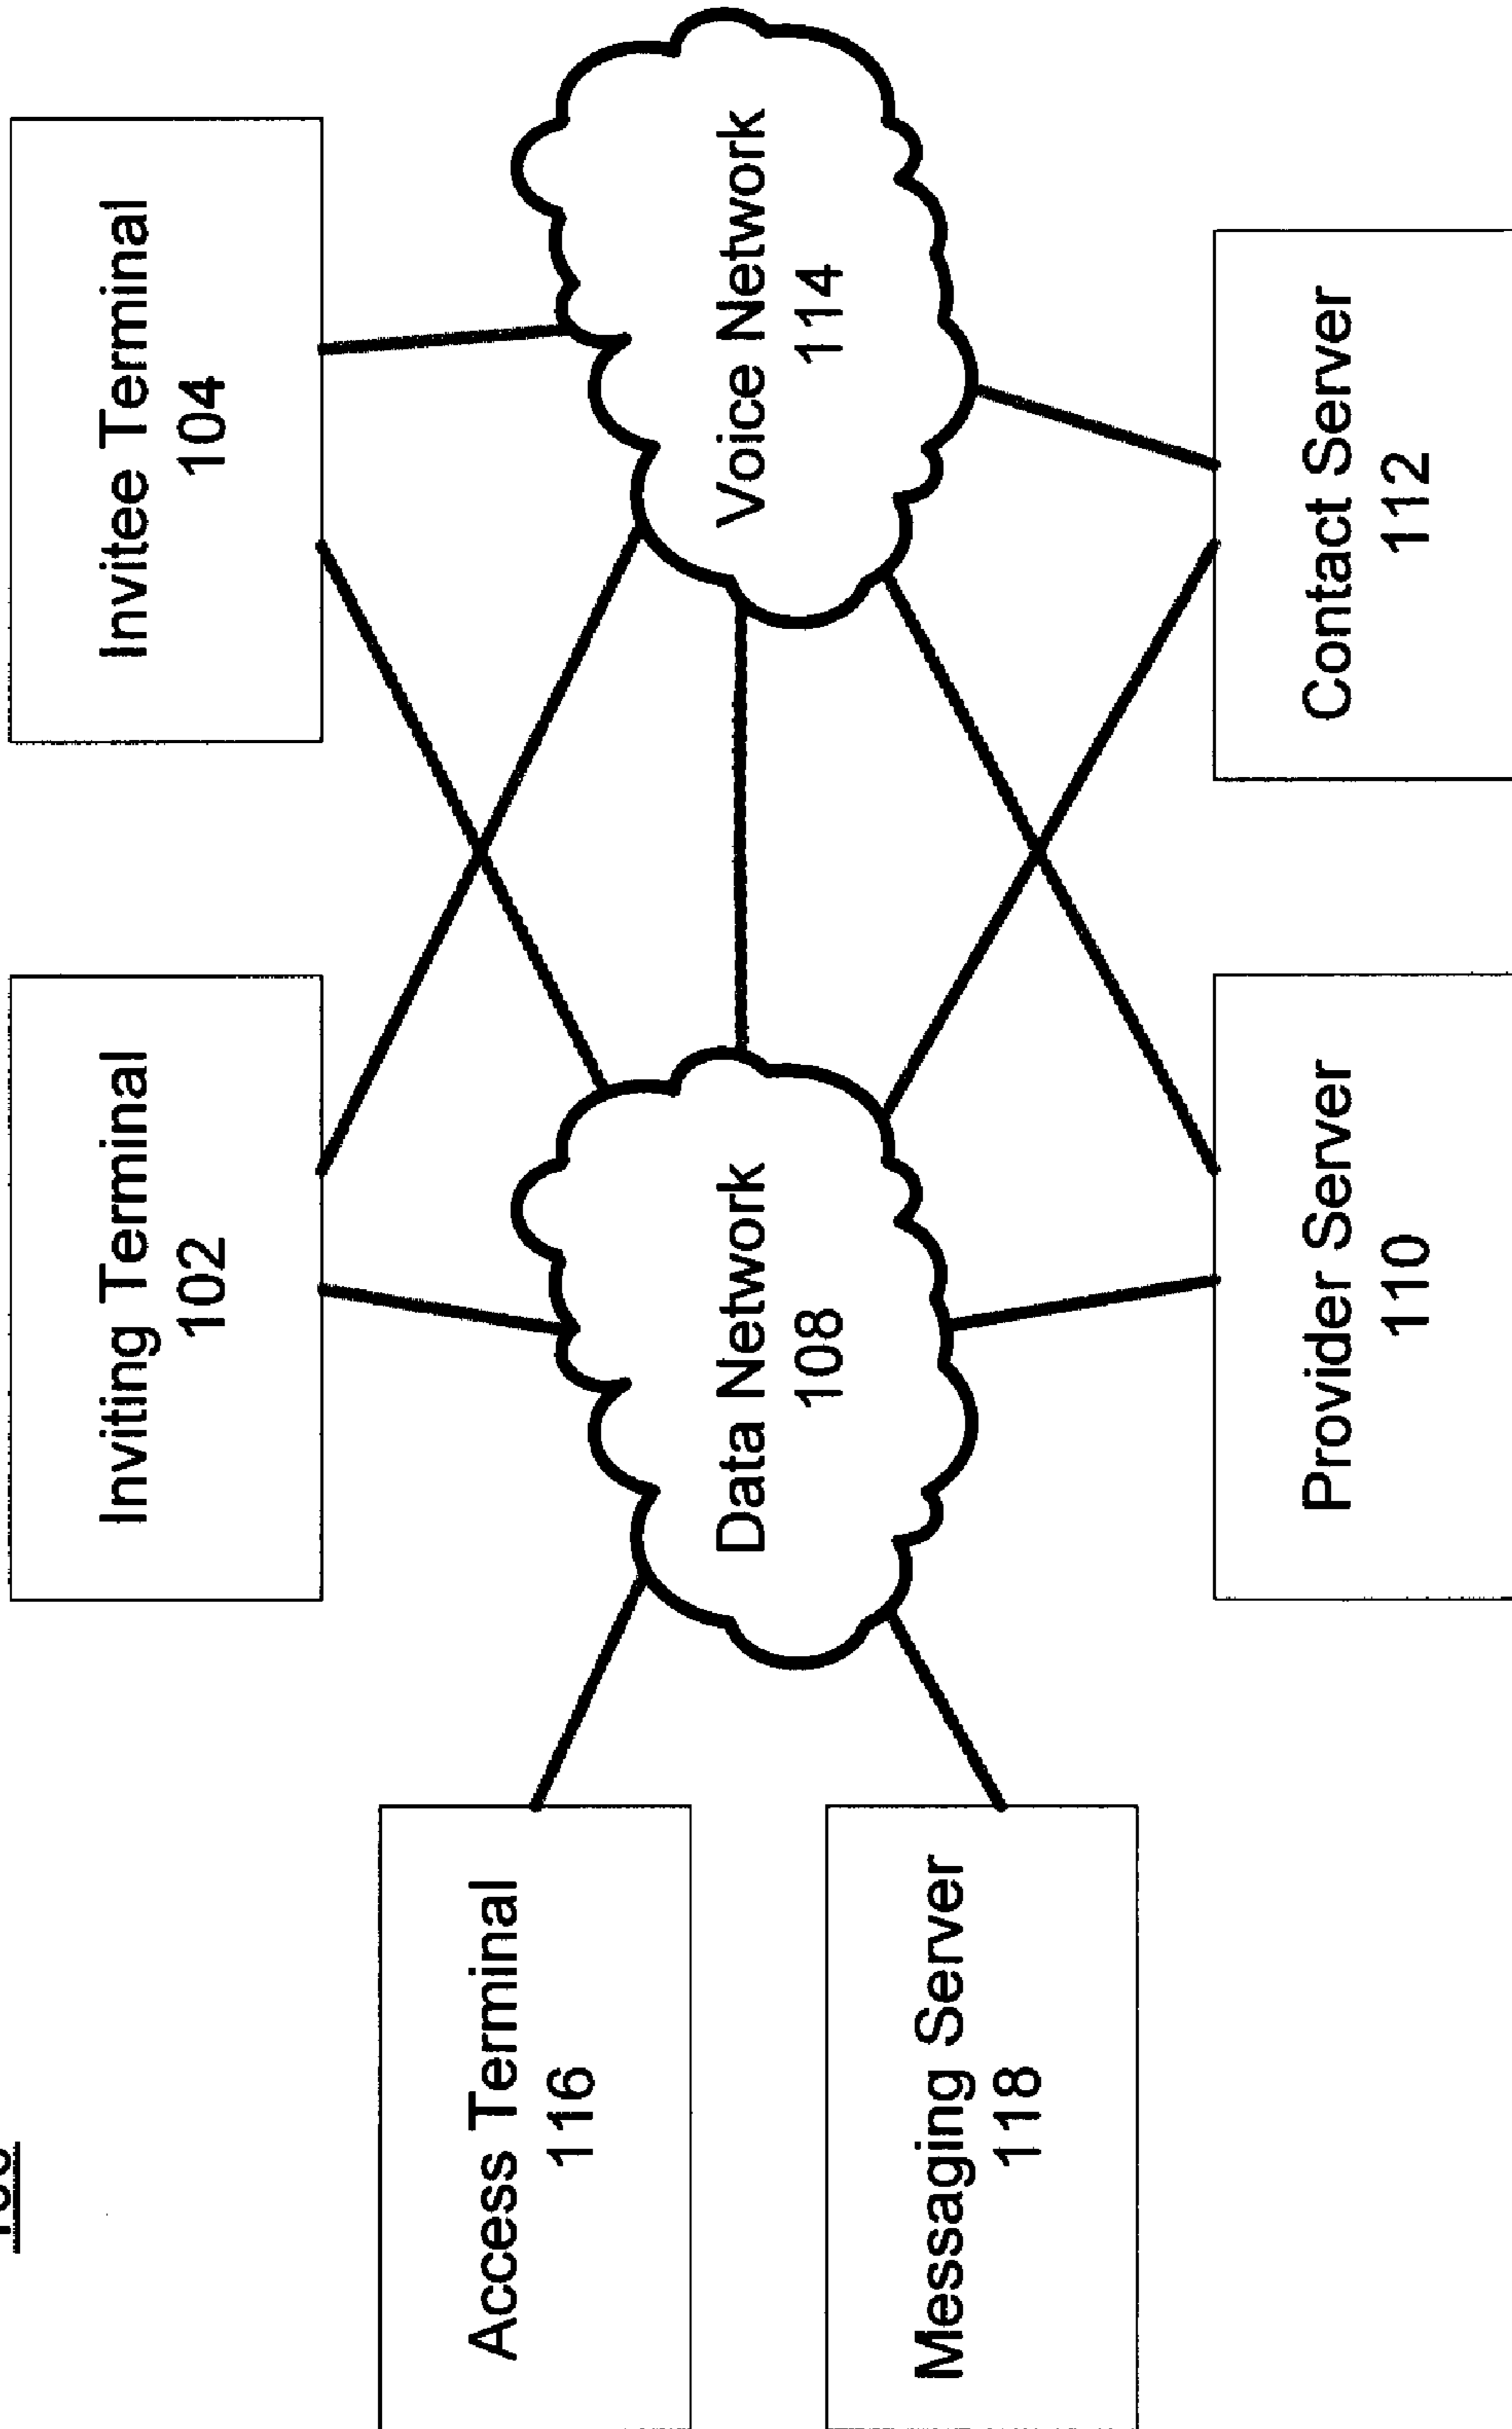 Inviting Terminal
102
Invitee Terminal
104
Access Terminal
116
Data Network
108
Voice Network
114
Messaging Server
118
Provider Server
110
Contact Server
112